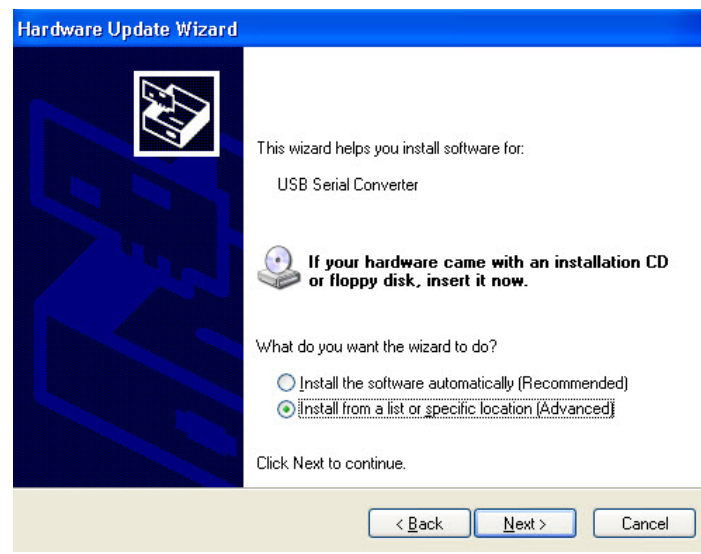 Hardware Update Wizard
This wizard helps you install software for:
USB Serial Converter
If your hardware came with an installation CD
or floppy disk, insert it now.
What do you want the wizard to do?
Install the software automatically (Recommended)
Install from a list or specific location (Advanced)
Click Next to continue.
< Back Next > Cancel